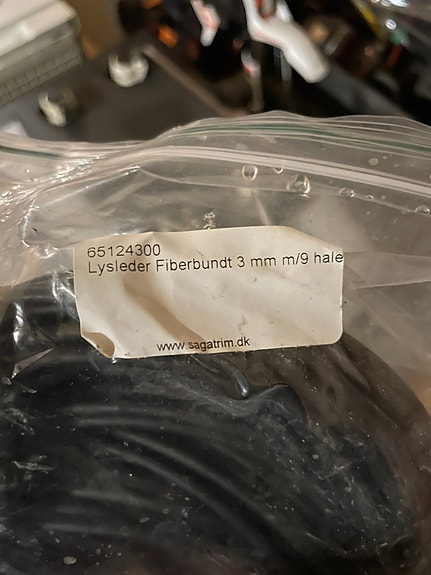 65124300
Lysleder Fiberbundt 3 mm m/9 hale
www.sagatrim.dk